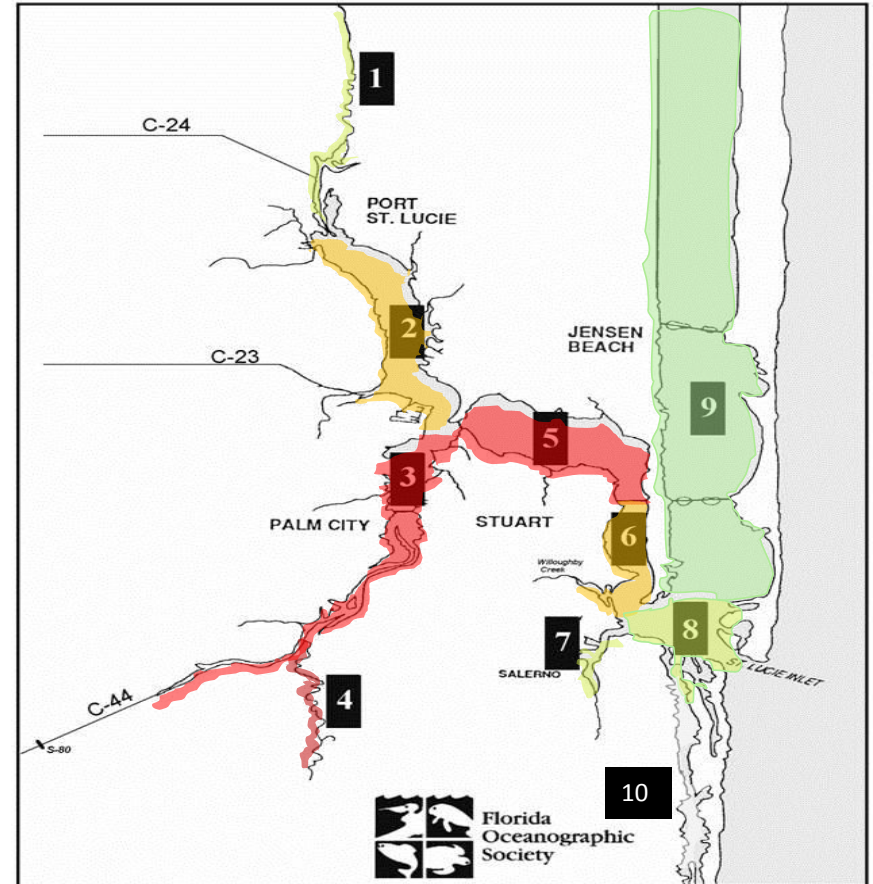 1
C-24
PORT
ST. LUCIE
2
JENSEN
BEACH
C-23
9
5
3
PALM CITY
STUART
6
Willoughby
Creek
7
8
SALERNO
ST LUCIE INLET
4
C-44
S-80
10
Florida
Oceanographic
Society